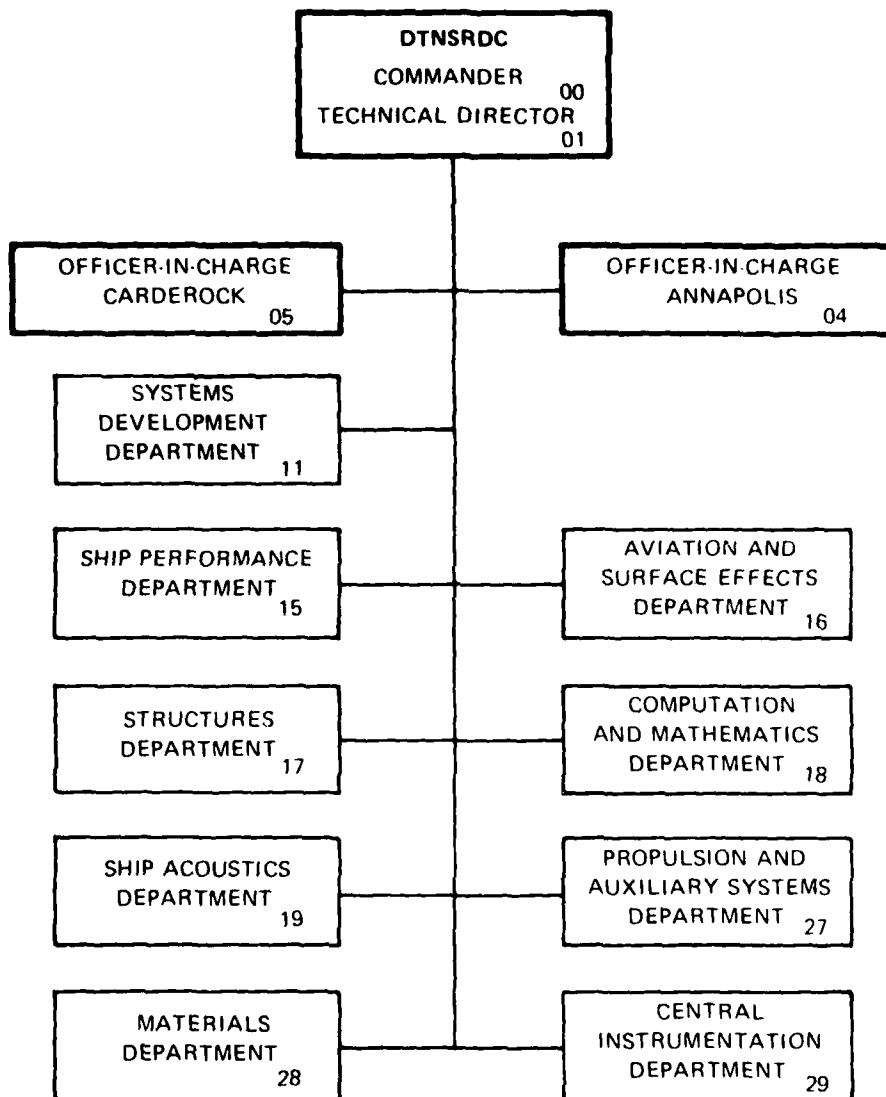 DTNSRDC
COMMANDER
00
TECHNICAL DIRECTOR
01
OFFICER-IN-CHARGE
CARDEROCK
05
OFFICER-IN-CHARGE
ANNAPOLIS
04
SYSTEMS
DEVELOPMENT
DEPARTMENT
11
SHIP PERFORMANCE
DEPARTMENT
15
AVIATION AND
SURFACE EFFECTS
DEPARTMENT
16
STRUCTURES
DEPARTMENT
17
COMPUTATION
AND MATHEMATICS
DEPARTMENT
18
SHIP ACOUSTICS
DEPARTMENT
19
PROPULSION AND
AUXILIARY SYSTEMS
DEPARTMENT
27
MATERIALS
DEPARTMENT
28
CENTRAL
INSTRUMENTATION
DEPARTMENT
29